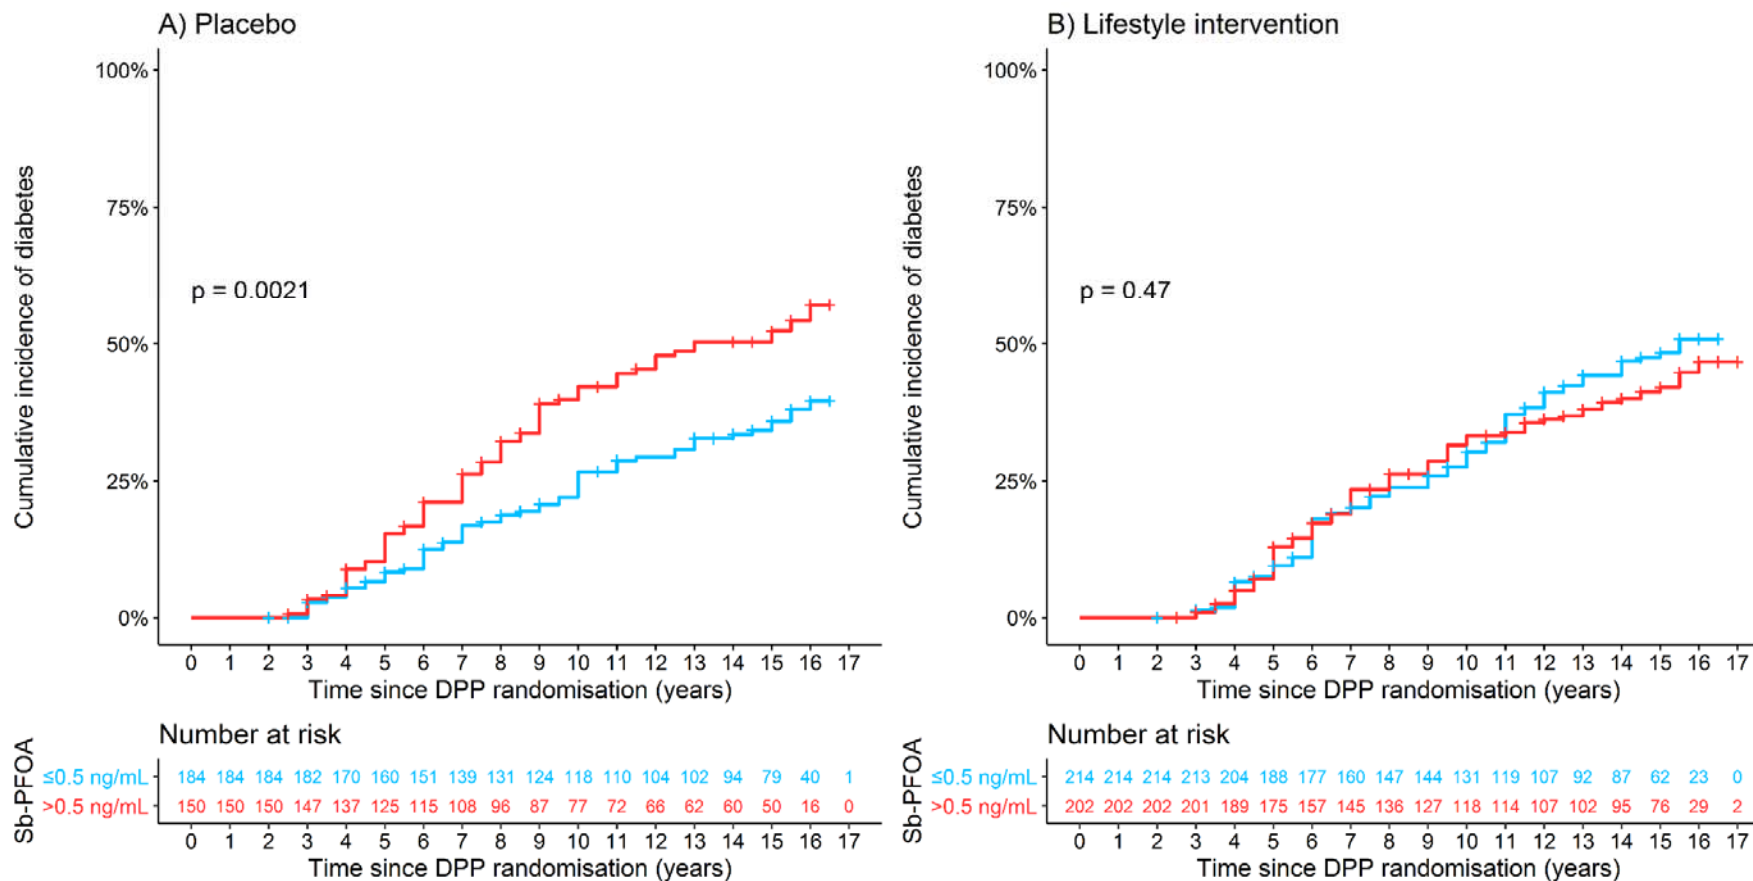 A) Placebo
100%
75%
50%
25%
0%
Cumulative incidence of diabetes
p = 0.0021
0 1 2 3 4 5 6 7 8 9 10 11 12 13 14 15 16 17
Time since DPP randomisation (years)
Number at risk
Sb-PFOA
≤0.5 ng/mL 184 184 184 182 170 160 151 139 131 124 118 110 104 102 94 79 40 1
>0.5 ng/mL 150 150 150 147 137 125 115 108 96 87 77 72 66 62 60 50 16 0
0 1 2 3 4 5 6 7 8 9 10 11 12 13 14 15 16 17
Time since DPP randomisation (years)
B) Lifestyle intervention
100%
75%
50%
25%
0%
Cumulative incidence of diabetes
p = 0.47
0 1 2 3 4 5 6 7 8 9 10 11 12 13 14 15 16 17
Time since DPP randomisation (years)
Number at risk
Sb-PFOA
≤0.5 ng/mL 214 214 214 213 204 188 177 160 147 144 131 119 107 92 87 62 23 0
>0.5 ng/mL 202 202 202 201 189 175 157 145 136 127 118 114 107 102 95 76 29 2
0 1 2 3 4 5 6 7 8 9 10 11 12 13 14 15 16 17
Time since DPP randomisation (years)